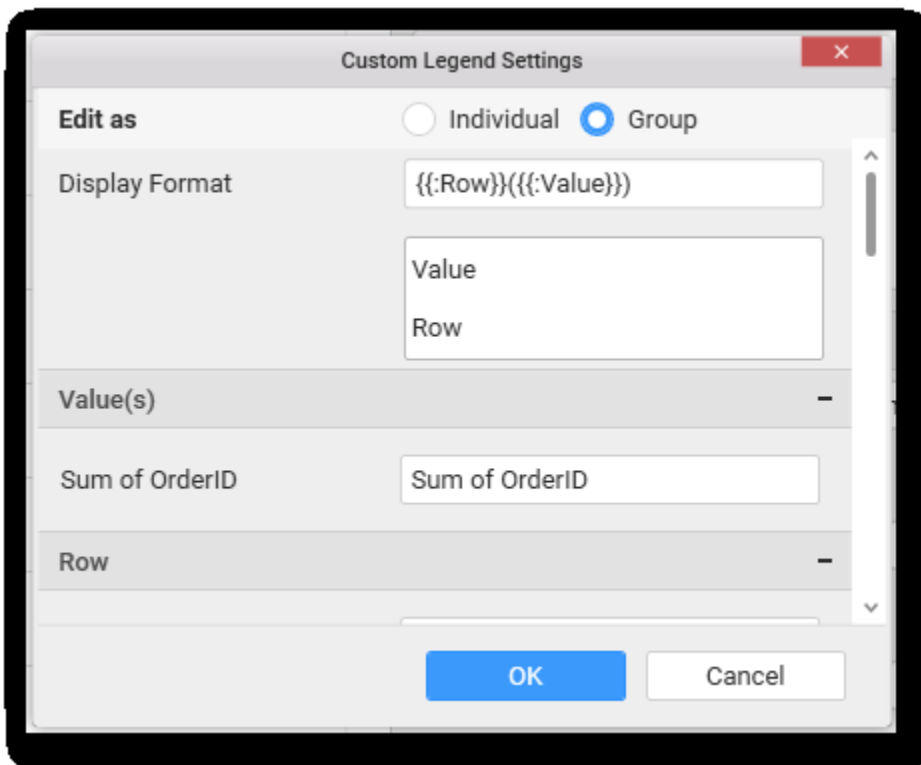 Custom Legend Settings
Edit as Individual Group
Display Format {{:Row}}({{:Value}})
Value
Row
Value(s)
Sum of OrderID Sum of OrderID
Row
OK Cancel